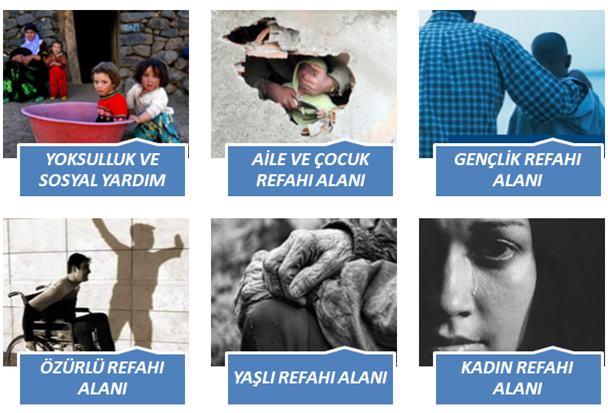 YOKSULLUK VE
SOSYAL YARDIM
AİLE VE ÇOCUK
REFAHI ALANI
GENÇLİK REFAHI
ALANI
ÖZÜRLÜ REFAHI
ALANI
YAŞLI REFAHI ALANI
KADIN REFAHI
ALANI